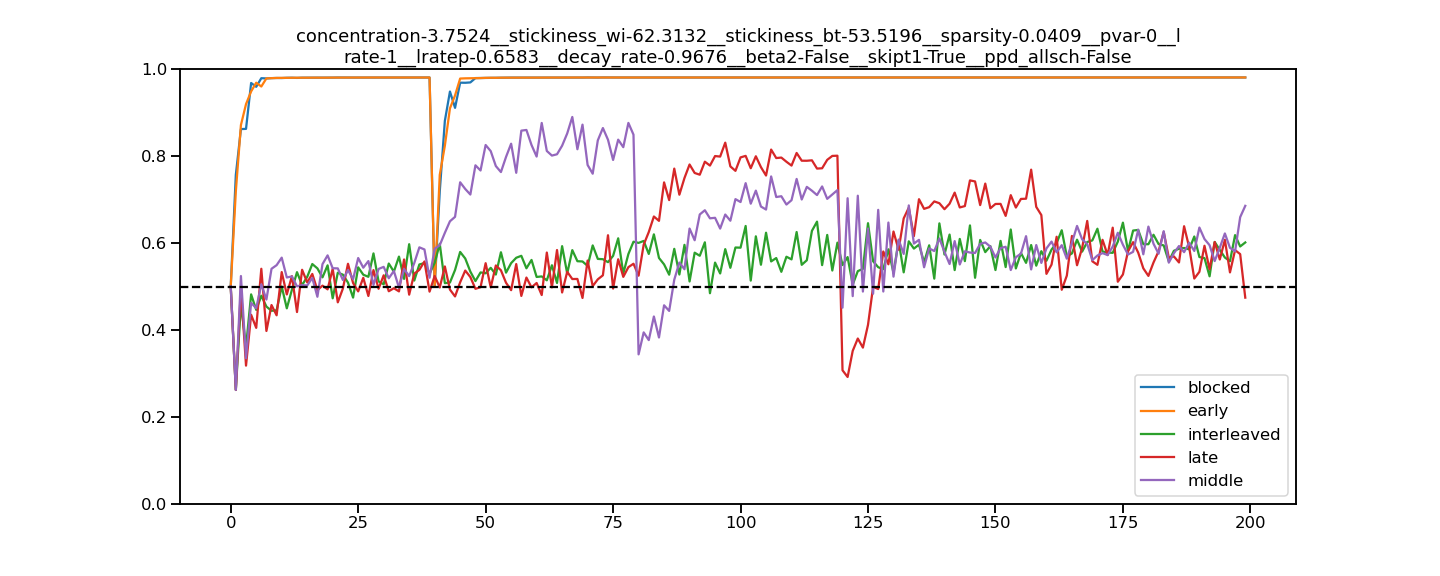 concentration-3.7524__stickiness_wi-62.3132__stickiness_bt-53.5196__sparsity-0.0409__pvar-0__l
rate-1__lratep-0.6583__decay_rate-0.9676__beta2-False__skipt1-True__ppd_allsch-False
1.0
0.8
0.6
0.4
0.2
0.0
blocked
early
interleaved
late
middle
0 25 50 75 100 125 150 175 200